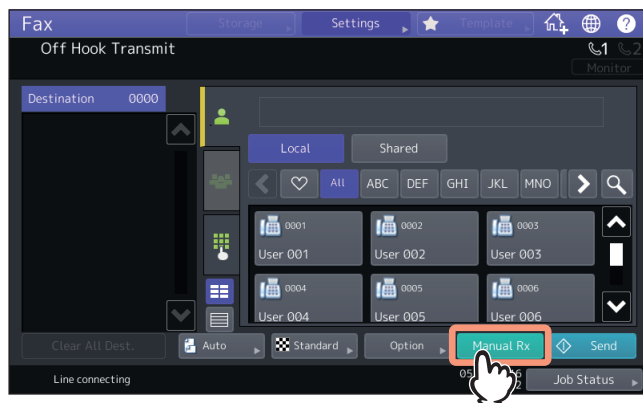 Fax Storage Settings Template ?
Off Hook Transmit 1 2
Monitor
Destination 0000
Local Shared
All ABC DEF GHI JKL MNO
0001 0002 0003
User 001 User 002 User 003
0004 0005 0006
User 004 User 005 User 006
Clear All Dest. Auto Standard Option Manual Rx Send
Line connecting Job Status